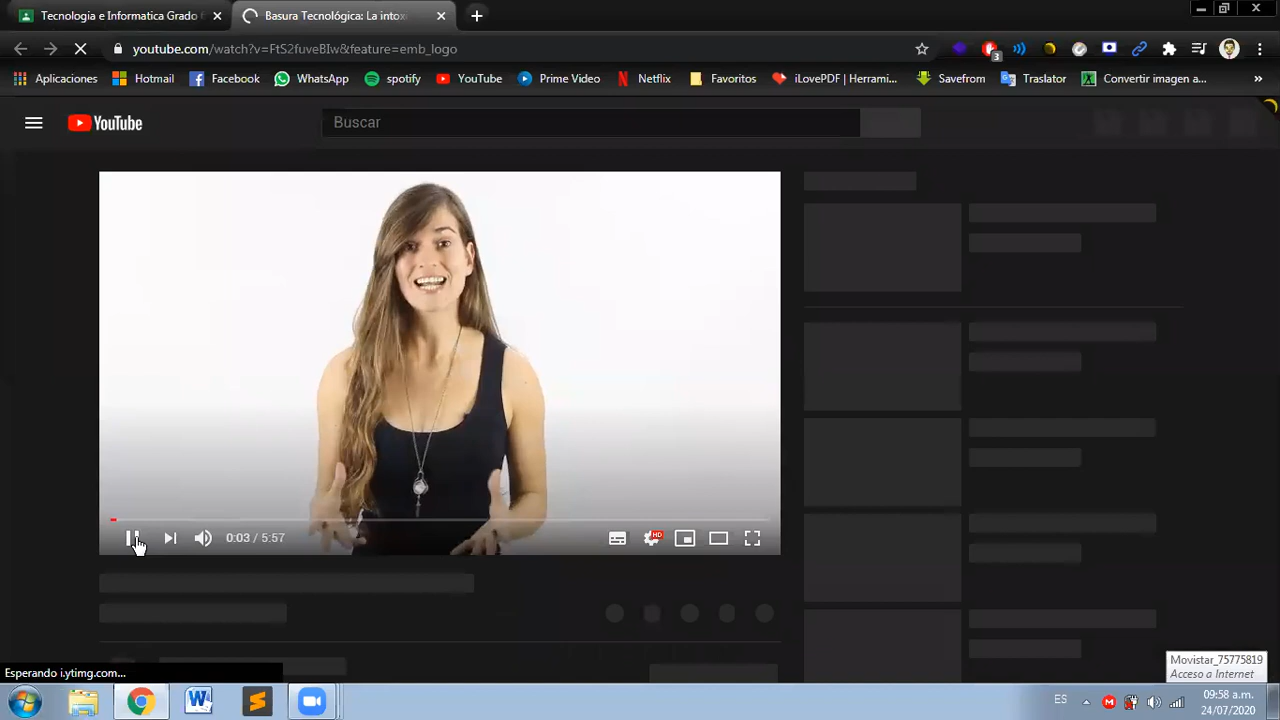 Tecnologia e Informatica Grado
Basura Tecnológica: La intox
youtube.com/watch?v=FtS2fuveBIw&feature=emb_logo
3
Aplicaciones
Hotmail
Facebook
WhatsApp
spotify
YouTube
Prime Video
Netflix
Favoritos
iLovePDF | Herrami...
Savefrom
Traslator
Convertir imagen a...
YouTube
Buscar
0:03 / 5:57
HD
Esperando i.ytimg.com...
Movistar_75775819
Acceso a Internet
ES
09:58 a.m.
24/07/2020